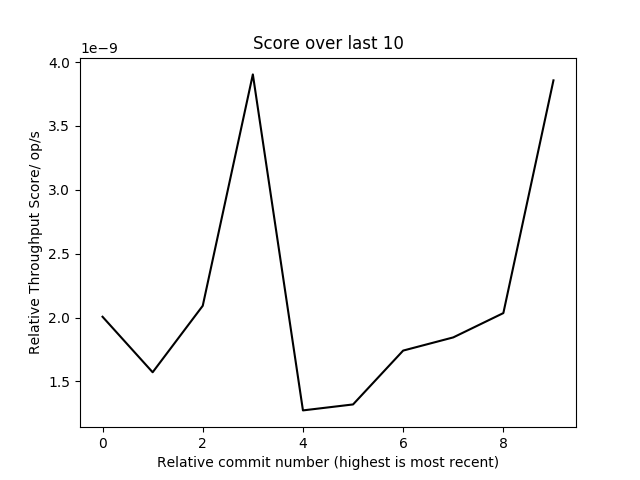 Score over last 10
1e−9
4.0
3.5
3.0
2.5
2.0
1.5
Relative Throughput Score/ op/s
0 2 4 6 8
Relative commit number (highest is most recent)